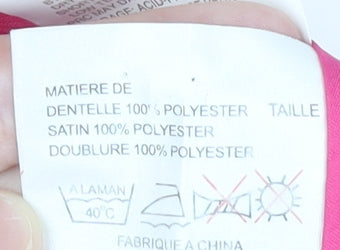 MATIERE DE
DENTELLE 100% POLYESTER TAILLE
SATIN 100% POLYESTER
DOUBLURE 100% POLYESTER
A LAMAN
40°C
FABRIQUE A CHINA